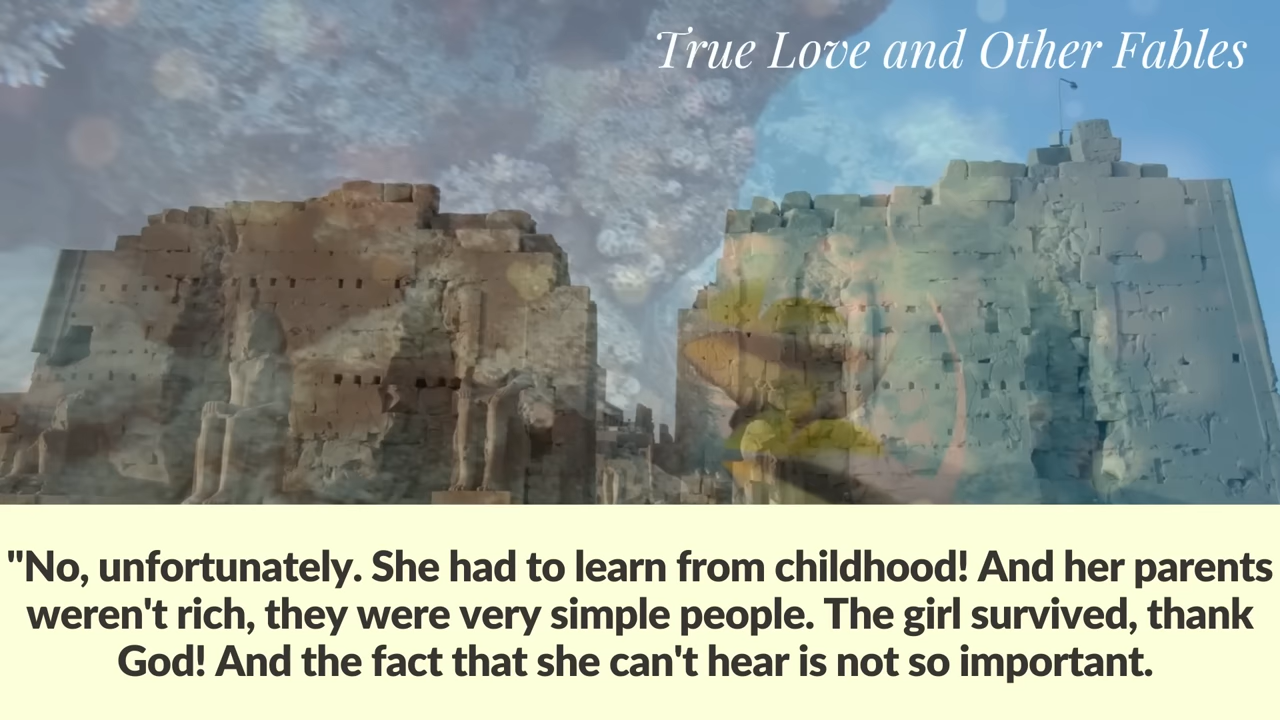 True Love and Other Fables
"No, unfortunately. She had to learn from childhood! And her parents
weren't rich, they were very simple people. The girl survived, thank
God! And the fact that she can't hear is not so important.